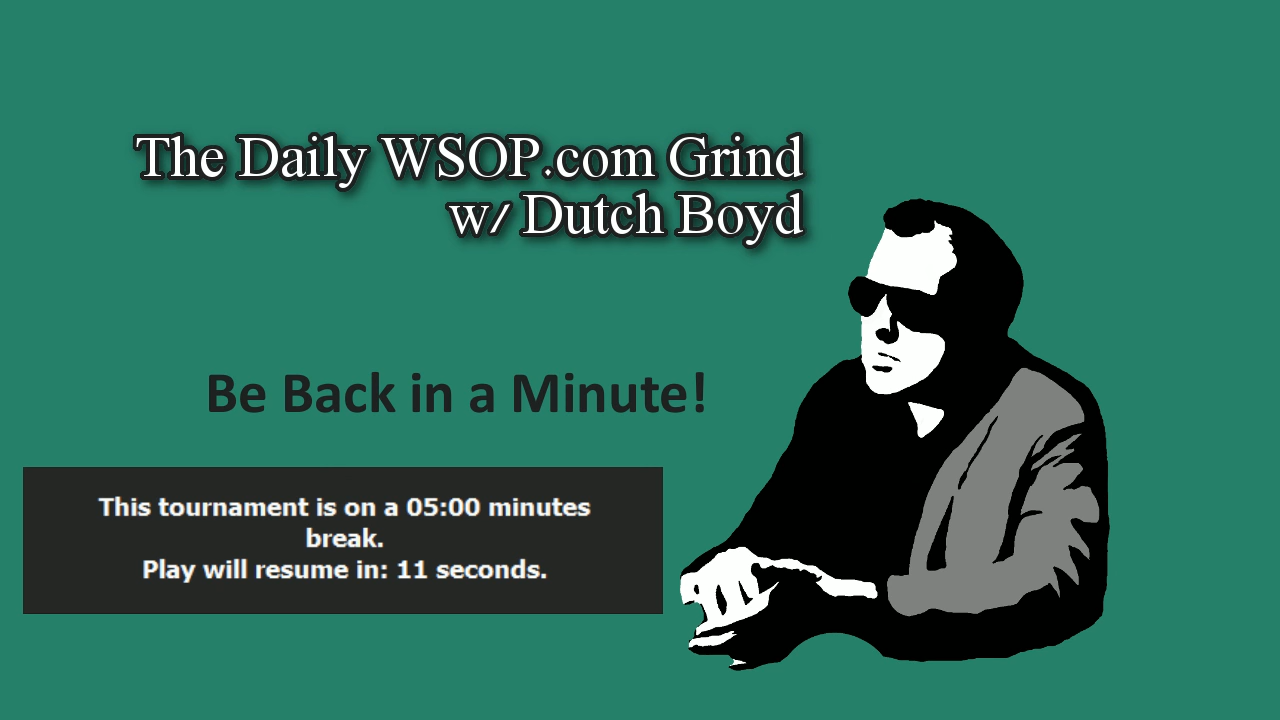 The Daily WSOP.com Grind
w/ Dutch Boyd
Be Back in a Minute!
This tournament is on a 05:00 minutes
break.
Play will resume in: 11 seconds.